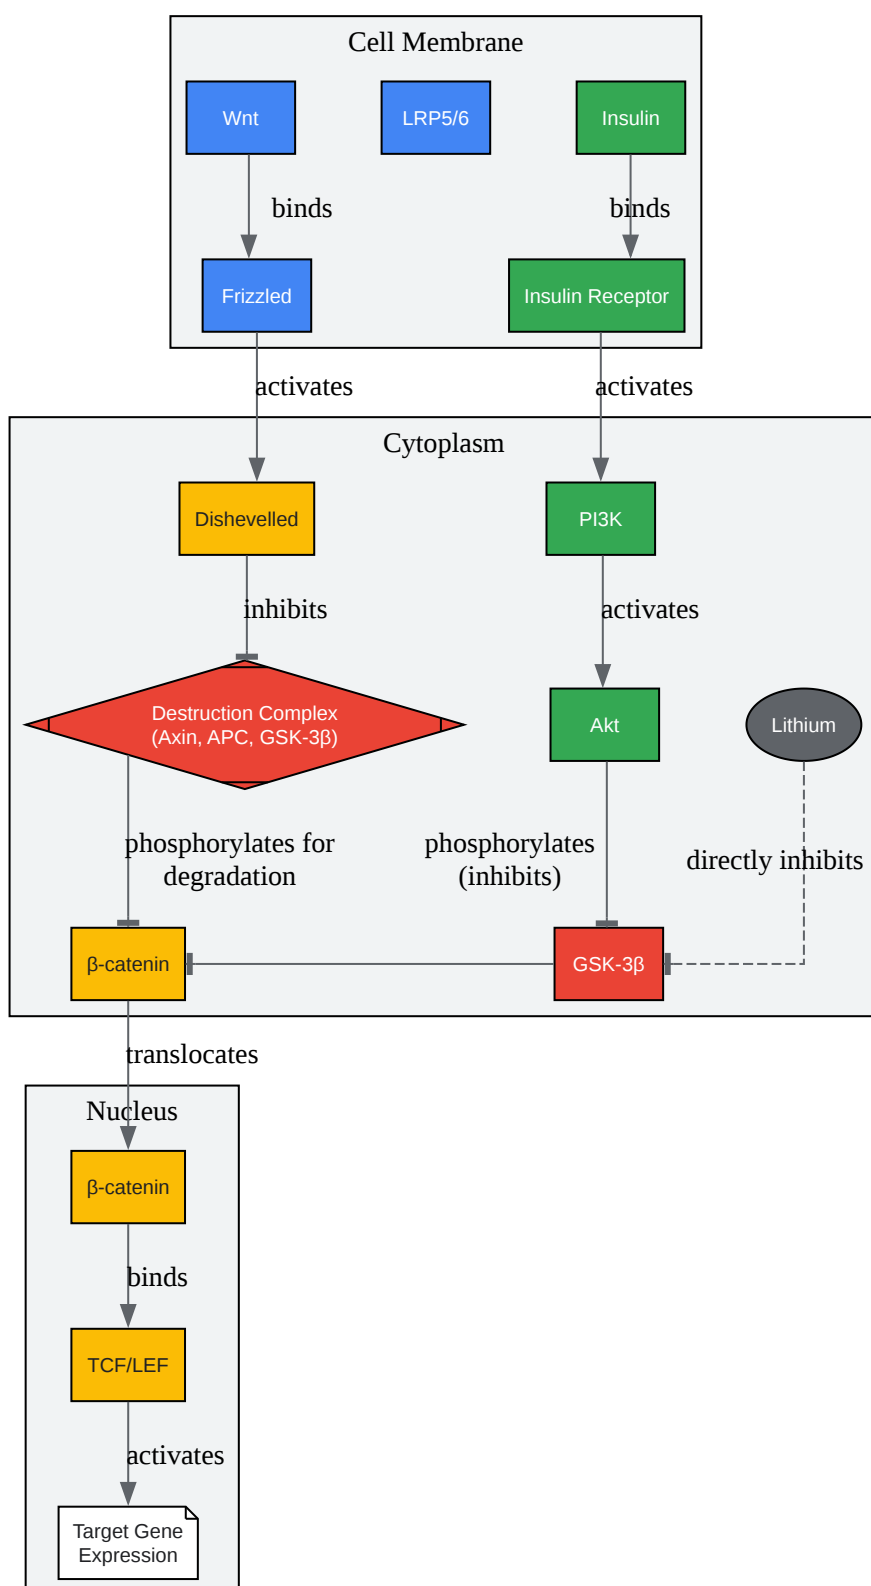 Cell Membrane
Wnt
LRP5/6
Insulin
binds
binds
Frizzled
Insulin Receptor
activates
activates
Cytoplasm
Dishevelled
PI3K
inhibits
activates
Destruction Complex
(Axin, APC, GSK-3β)
Akt
Lithium
phosphorylates for
degradation
phosphorylates
(inhibits)
directly inhibits
β-catenin
GSK-3β
translocates
Nucleus
β-catenin
binds
TCF/LEF
activates
Target Gene
Expression